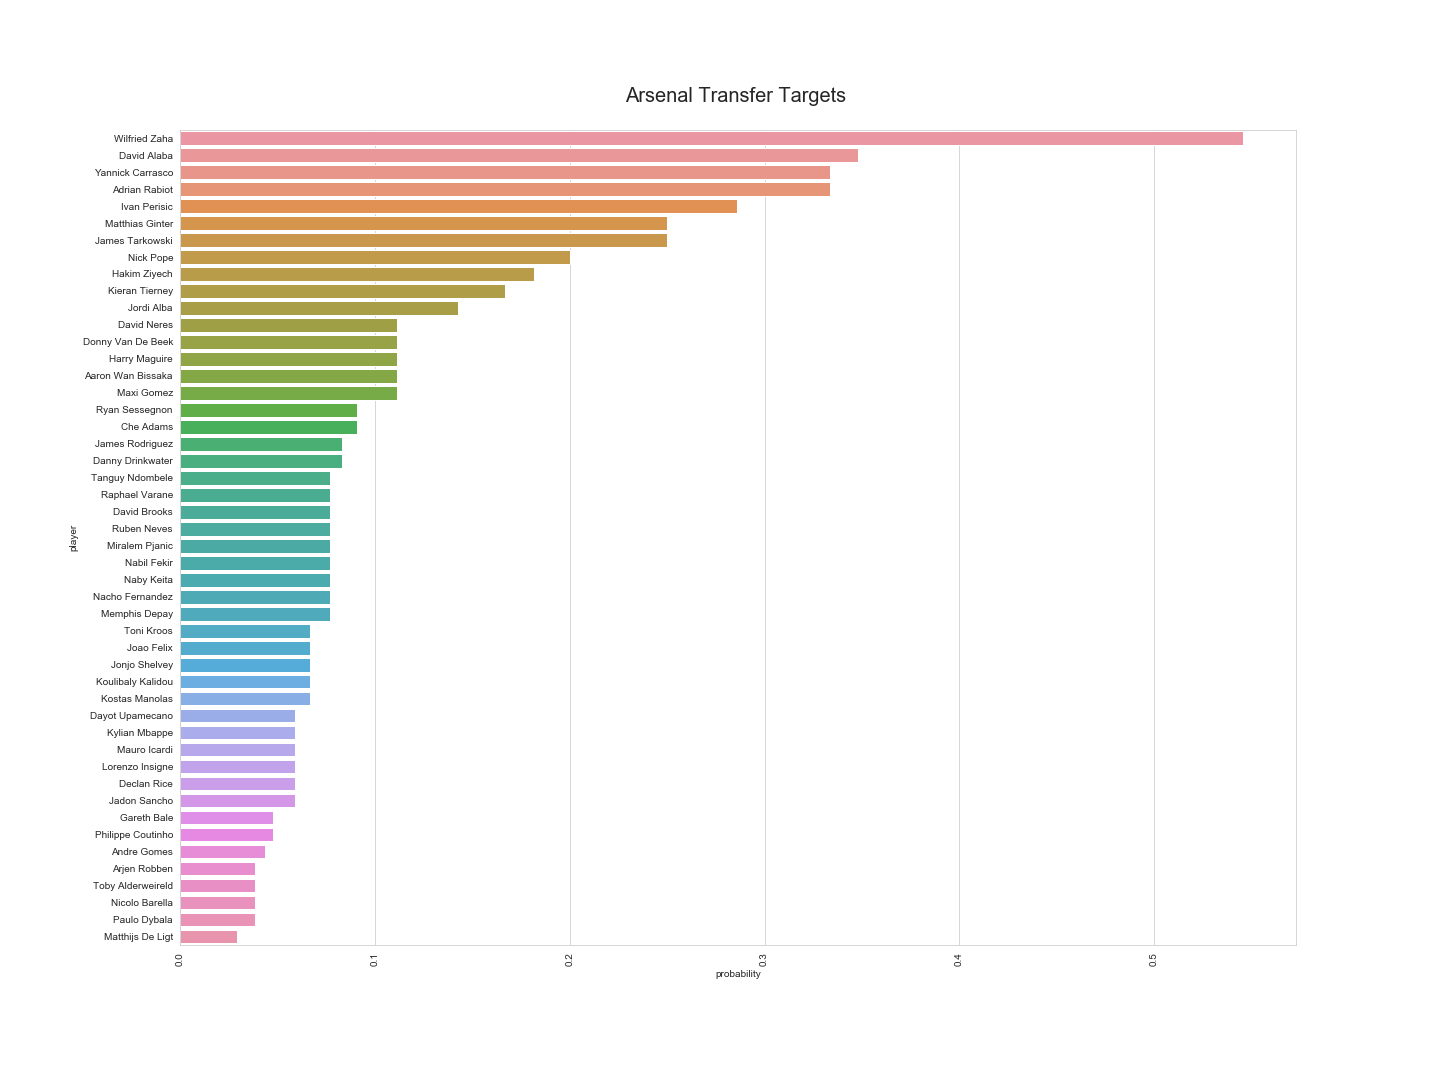 Arsenal Transfer Targets
Wilfried Zaha
David Alaba
Yannick Carrasco
Adrian Rabiot
Ivan Perisic
Matthias Ginter
James Tarkowski
Nick Pope
Hakim Ziyech
Kieran Tierney
Jordi Alba
David Neres
Donny Van De Beek
Harry Maguire
Aaron Wan Bissaka
Maxi Gomez
Ryan Sessegnon
Che Adams
James Rodriguez
Danny Drinkwater
Tanguy Ndombele
Raphael Varane
David Brooks
Ruben Neves
Miralem Pjanic
Nabil Fekir
Naby Keita
Nacho Fernandez
Memphis Depay
Toni Kroos
Joao Felix
Jonjo Shelvey
Koulibaly Kalidou
Kostas Manolas
Dayot Upamecano
Kylian Mbappe
Mauro Icardi
Lorenzo Insigne
Declan Rice
Jadon Sancho
Gareth Bale
Philippe Coutinho
Andre Gomes
Arjen Robben
Toby Alderweireld
Nicolo Barella
Paulo Dybala
Matthijs De Ligt
player
0.0 0.1 0.2 0.3 0.4 0.5
probability